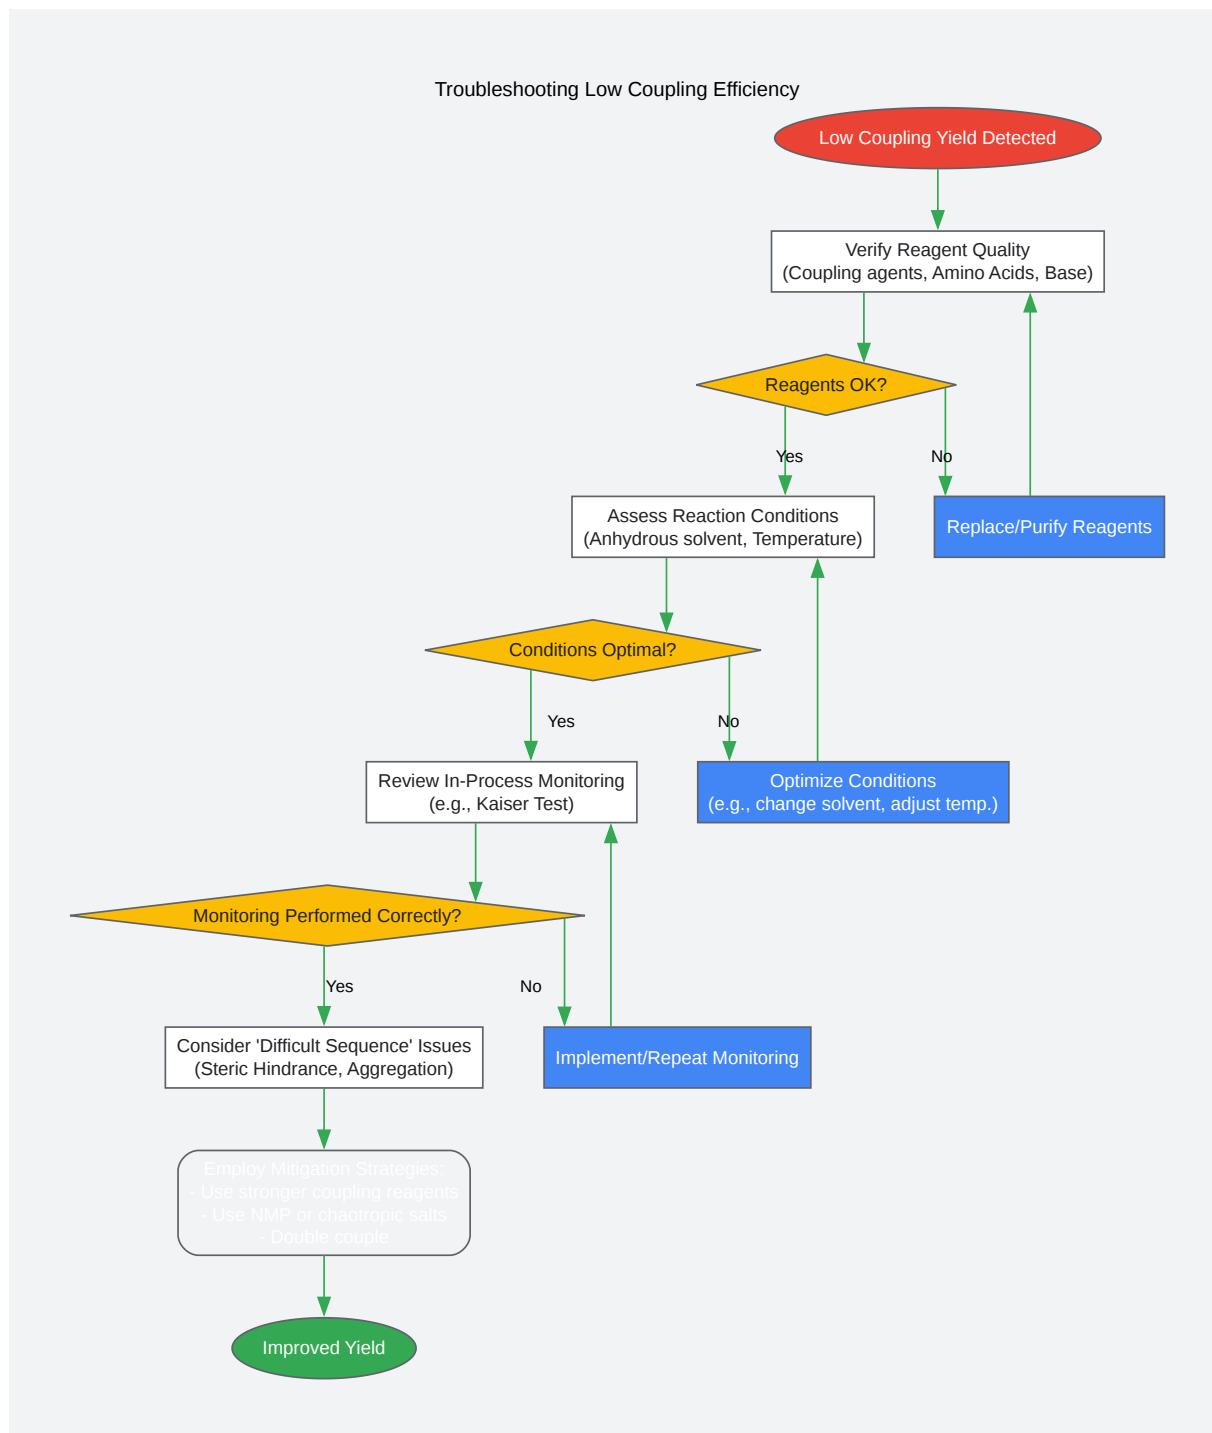 Troubleshooting Low Coupling Efficiency
Low Coupling Yield Detected
Verify Reagent Quality
(Coupling agents, Amino Acids, Base)
Reagents OK?
Yes
No
Assess Reaction Conditions
(Anhydrous solvent, Temperature)
Replace/Purify Reagents
Conditions Optimal?
Yes
No
Review In-Process Monitoring
(e.g., Kaiser Test)
Optimize Conditions
(e.g., change solvent, adjust temp.)
Monitoring Performed Correctly?
Yes
No
Consider 'Difficult Sequence' Issues
(Steric Hindrance, Aggregation)
Implement/Repeat Monitoring
Employ Mitigation Strategies:
- Use stronger coupling reagents
- Use NMP or chaotropic salts
- Double couple
Improved Yield